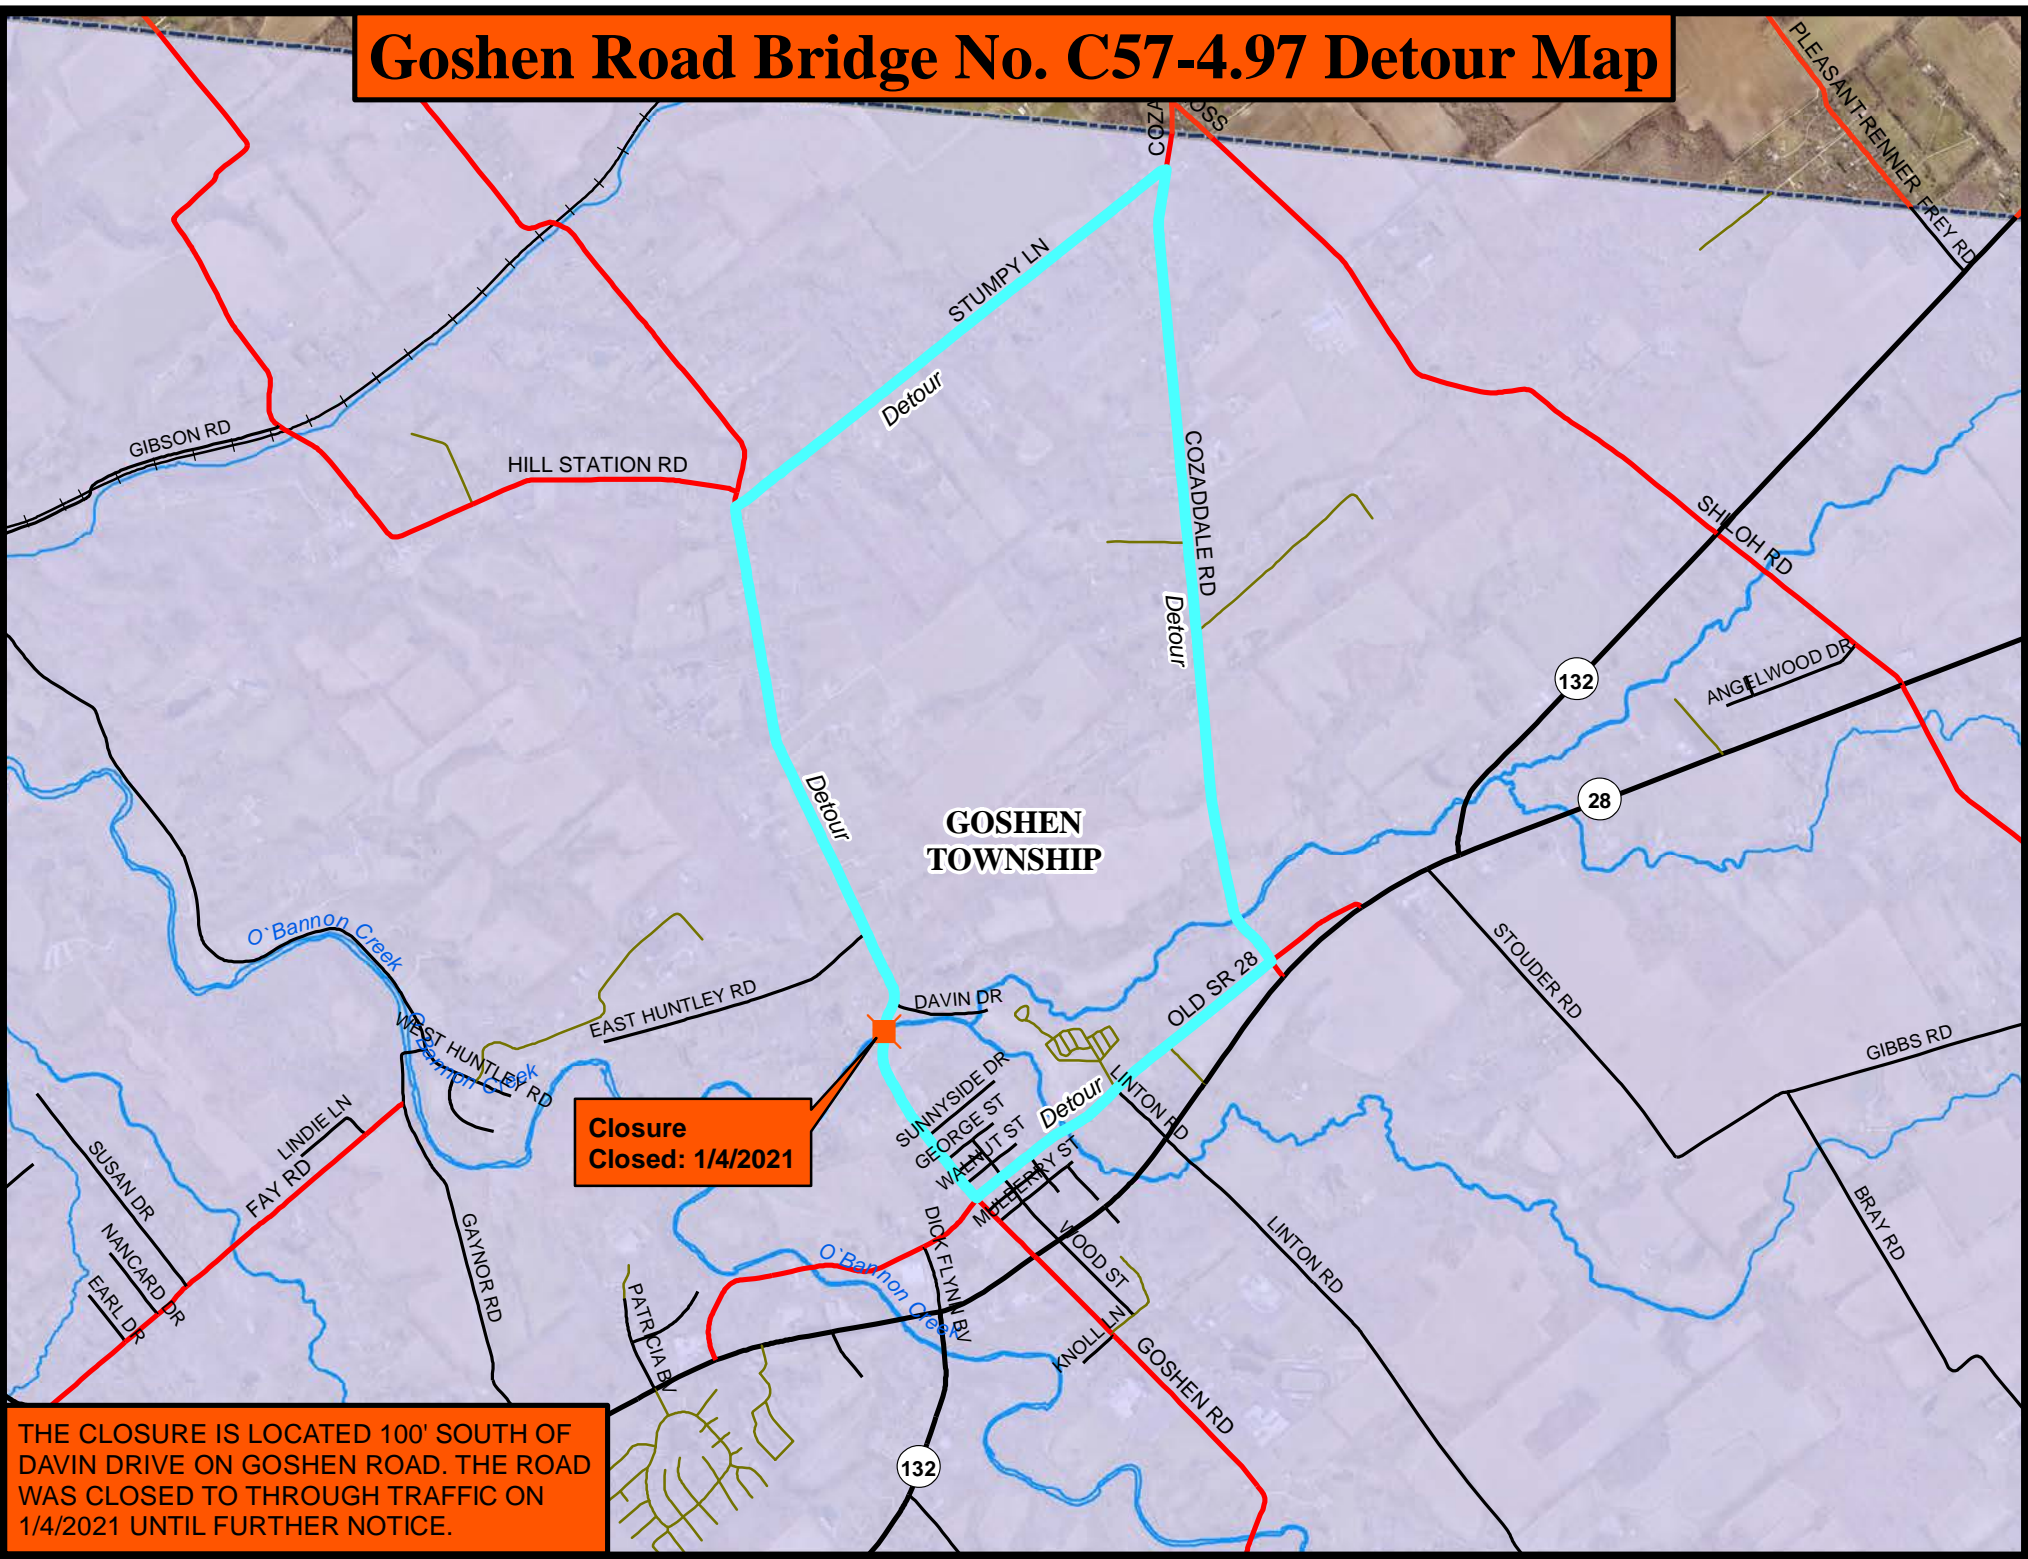 Goshen Road Bridge No. C57-4.97 Detour Map
PLEASANT-RENNER
FREY RD
STUMPY LN
Detour
GIBSON RD
HILL STATION RD
COZADDALE RD
Detour
SHILOH RD
132
ANGELWOOD DR
28
Detour
GOSHEN
TOWNSHIP
O`Bannon Creek
STOUDER RD
EAST HUNTLEY RD
DAVIN DR
OLD SR 28
WEST HUNTLEY RD
O`Bannon Creek
GIBBS RD
SUNNYSIDE DR
GEORGE ST
WALNUT ST
MULBERRY ST
Detour
LINTON RD
Closure
Closed: 1/4/2021
LINDIE LN
SUSAN DR
FAY RD
NANCARD DR
EARL DR
GAYNOR RD
DICK FLYNN BV
WOOD ST
LINTON RD
BRAY RD
O`Bannon Creek
PATRICIA BV
KNOLL LN
GOSHEN RD
132
THE CLOSURE IS LOCATED 100' SOUTH OF
DAVIN DRIVE ON GOSHEN ROAD. THE ROAD
WAS CLOSED TO THROUGH TRAFFIC ON
1/4/2021 UNTIL FURTHER NOTICE.